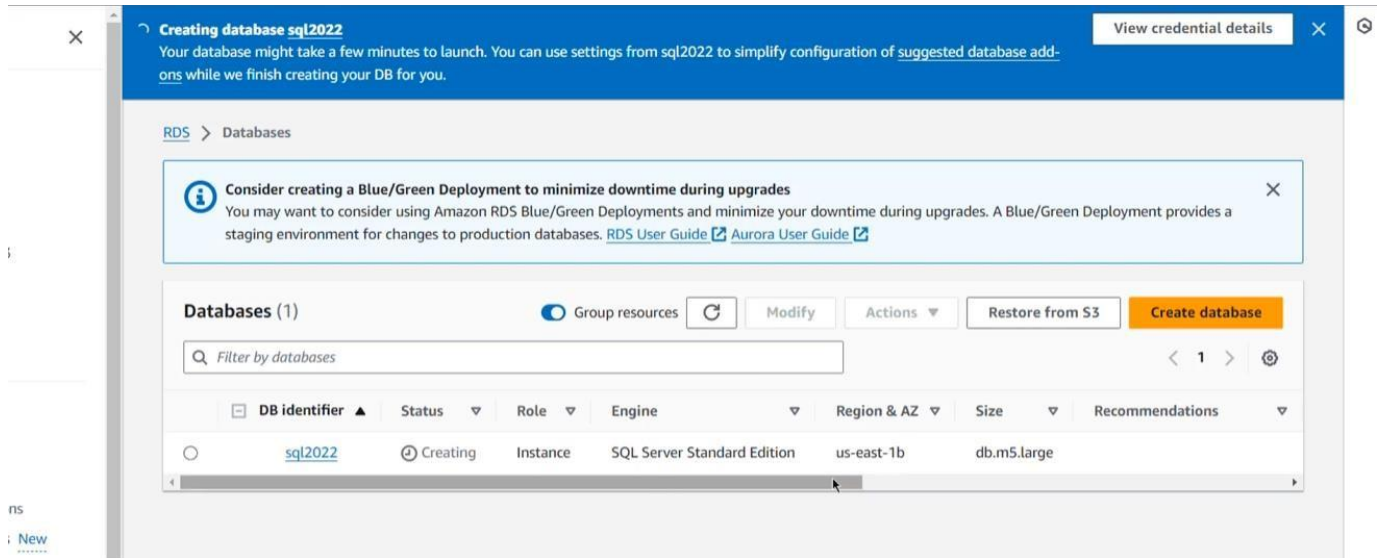 Creating database sql2022
View credential details
Your database might take a few minutes to launch. You can use settings from sql2022 to simplify configuration of suggested database add-
ons while we finish creating your DB for you.
RDS > Databases
Consider creating a Blue/Green Deployment to minimize downtime during upgrades
You may want to consider using Amazon RDS Blue/Green Deployments and minimize your downtime during upgrades. A Blue/Green Deployment provides a
staging environment for changes to production databases. RDS User Guide Aurora User Guide
Databases (1) Group resources Modify Actions Restore from S3 Create database
Filter by databases
1
DB identifier Status Role Engine Region & AZ Size Recommendations
sql2022 Creating Instance SQL Server Standard Edition us-east-1b db.m5.large
ns
New